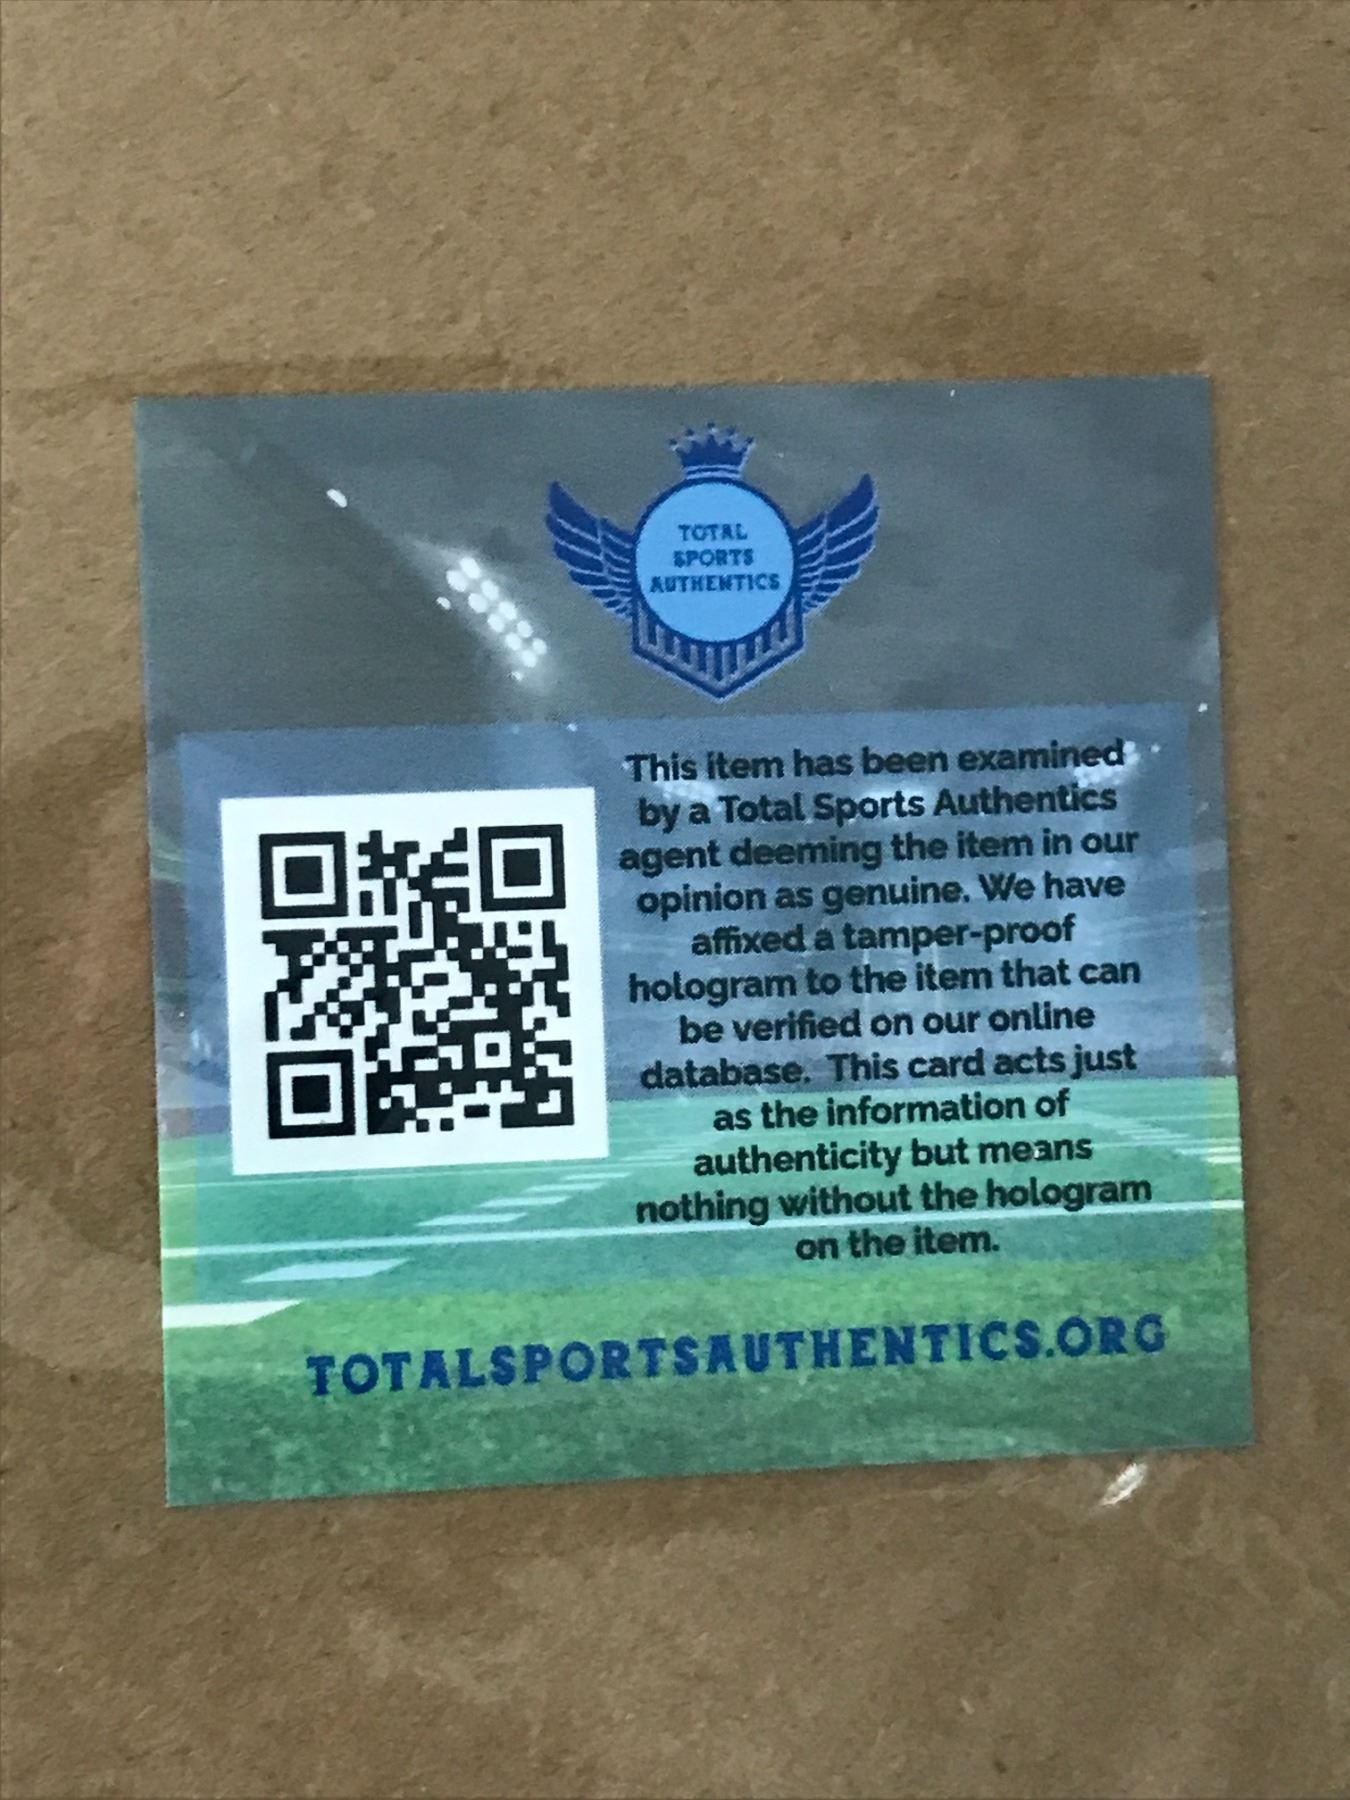 TOTAL
SPORTS
AUTHENTICS
This item has been examined
by a Total Sports Authentics
agent deeming the item in our
opinion as genuine. We have
affixed a tamper-proof
hologram to the item that can
be verified on our online
database. This card acts just
as the information of
authenticity but means
nothing without the hologram
on the item.
TOTALSPORTSAUTHENTICS.ORG